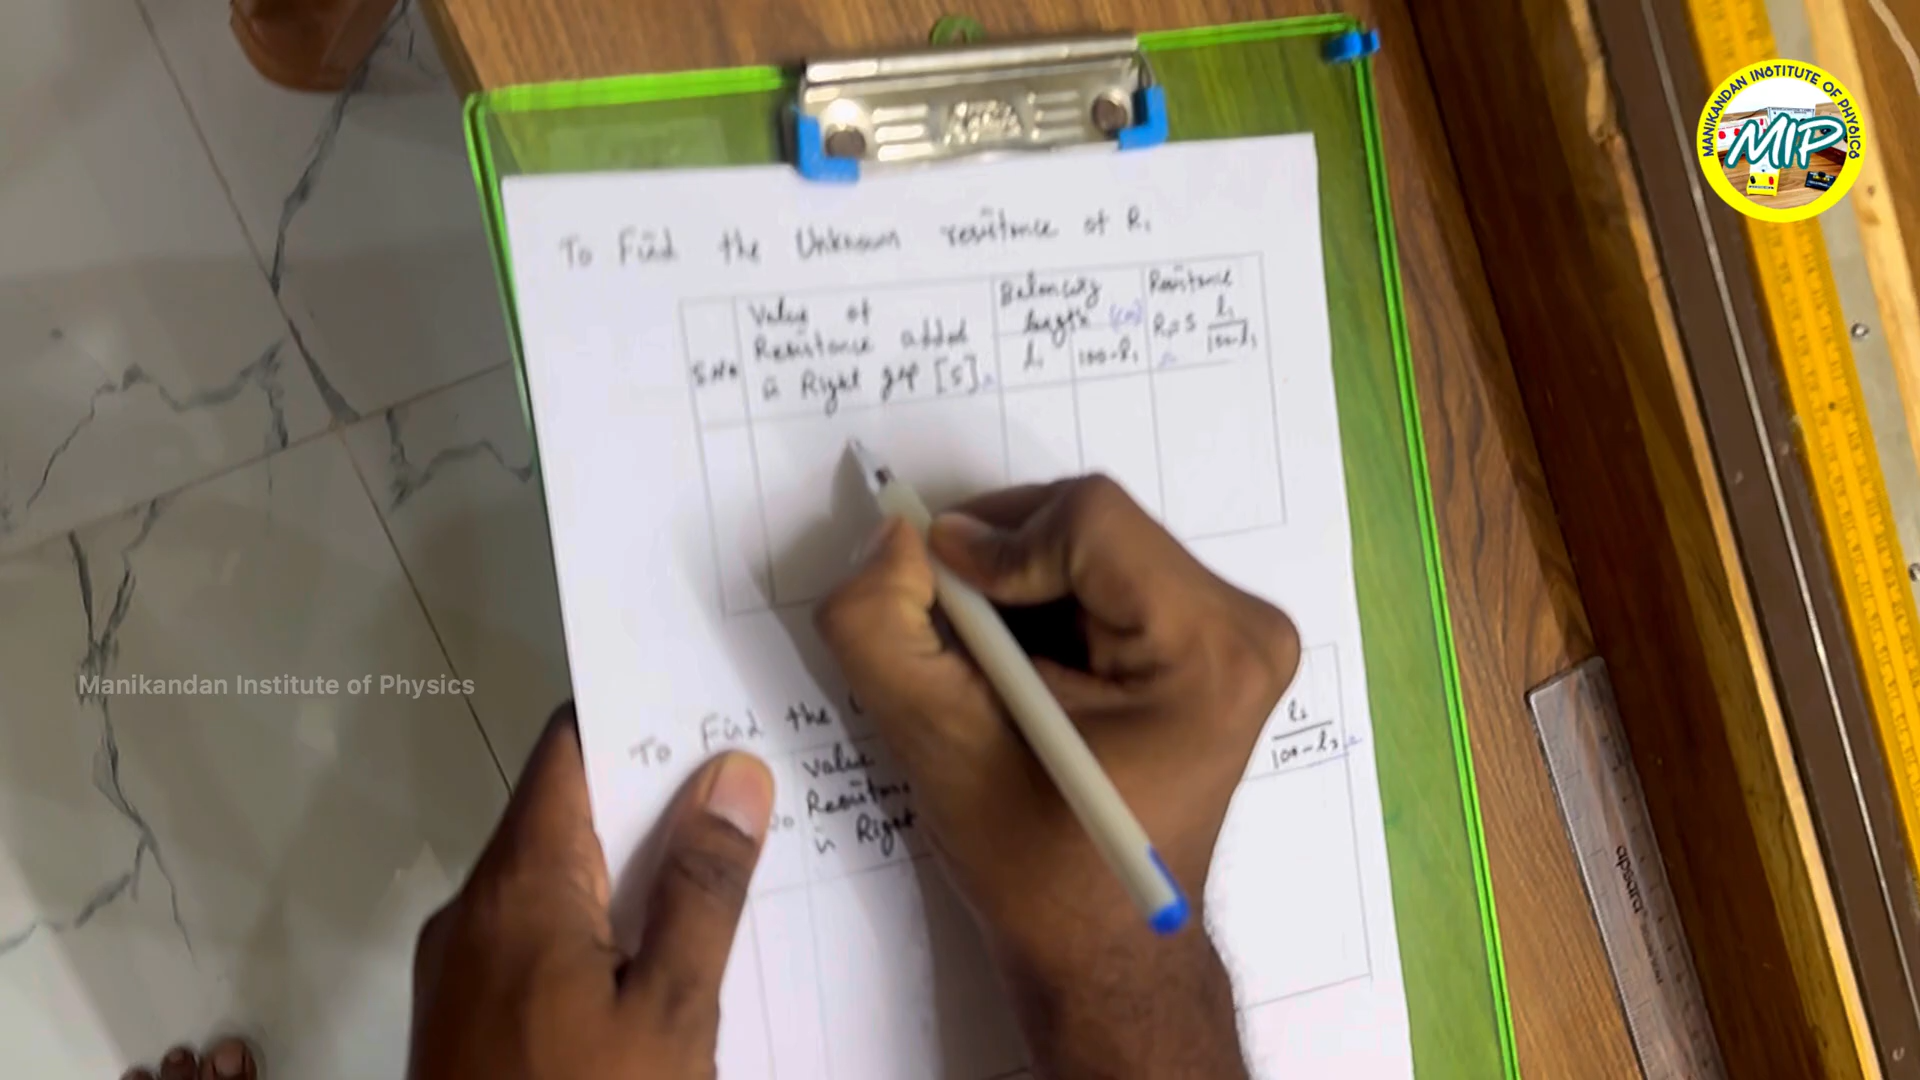 MANIKANDAN INSTITUTE OF PHYSICS
MIP
To Find the Unknown resistance of R1
S.No
Value of
Resistance added
in Right gap [S]
Balancing
length (cm)
l1
100-l1
Resistance
R1=S l1/100-l1
Manikandan Institute of Physics
To Find the
Value
in Right
l2/100-l2